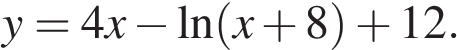 y = 4x − ln(x + 8) + 12.